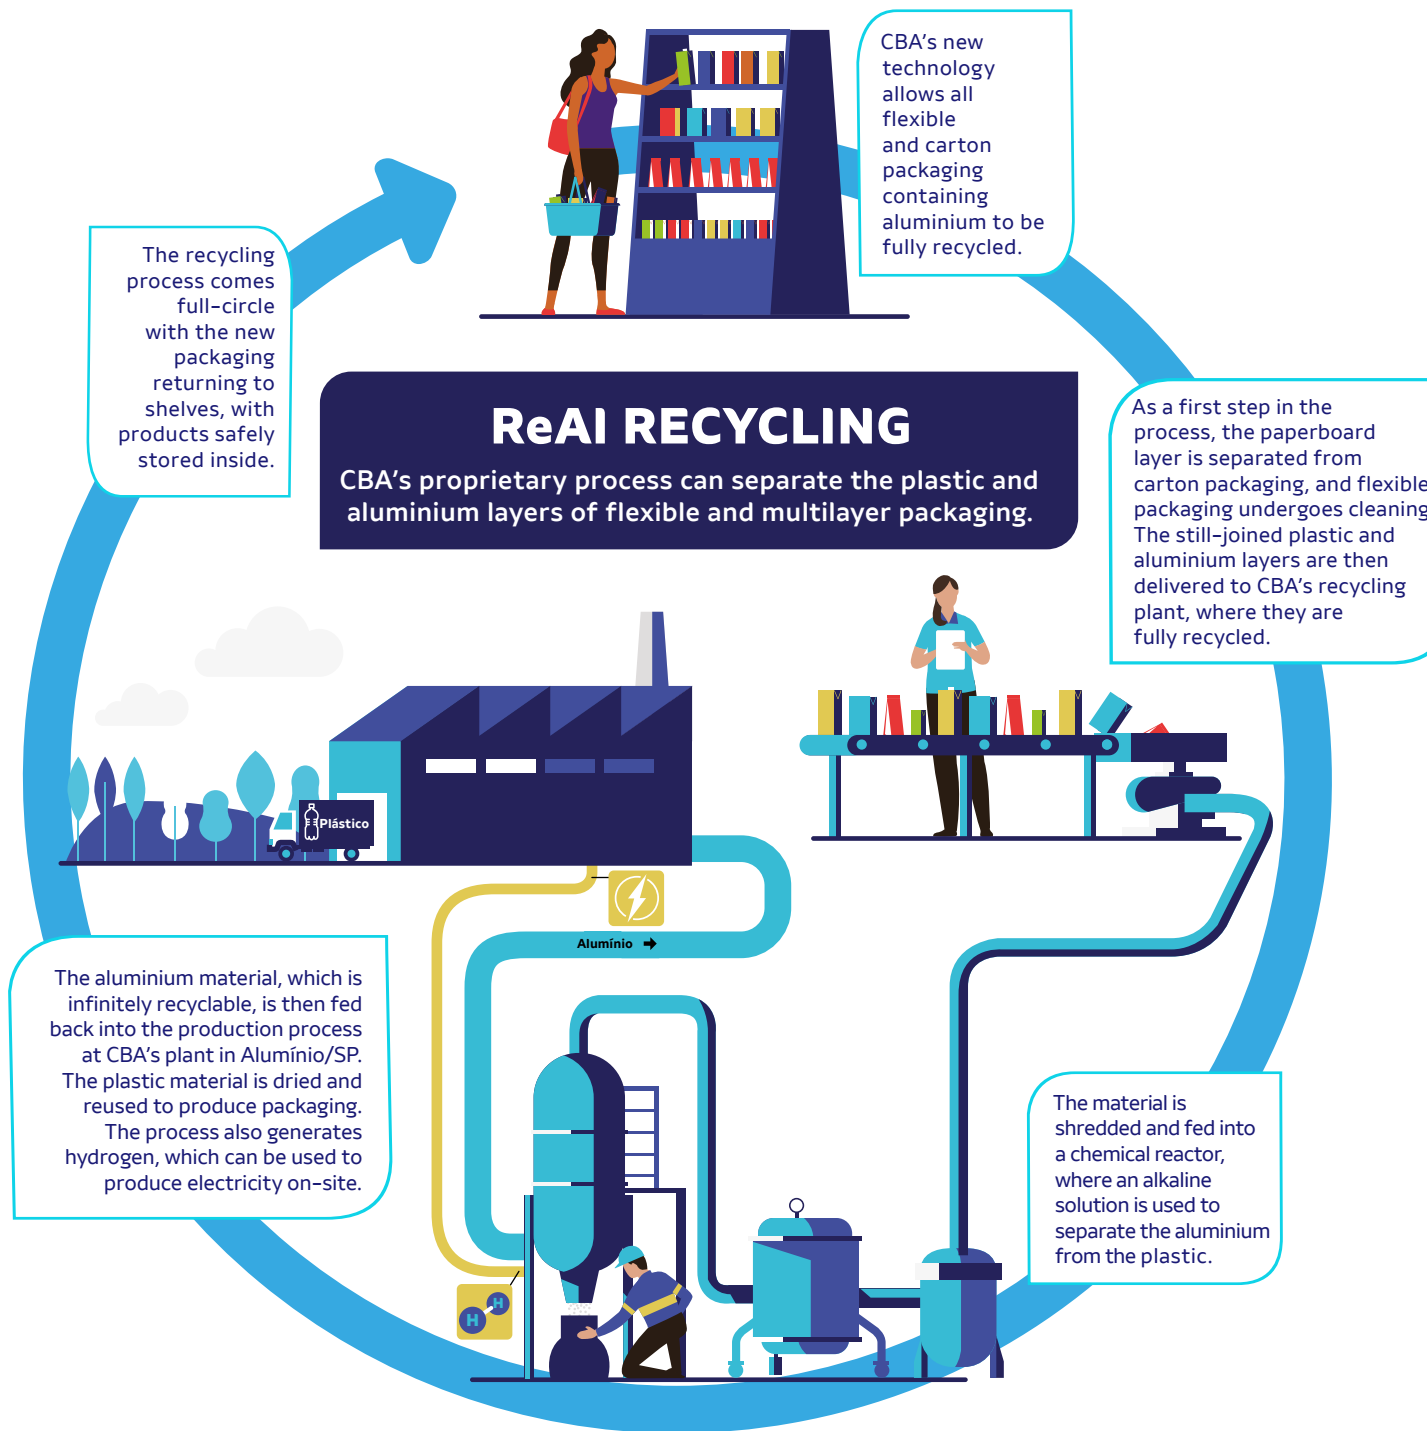 CBA's new
technology
allows all
flexible
and carton
packaging
containing
aluminium to be
fully recycled.
The recycling
process comes
full-circle
with the new
packaging
returning to
shelves, with
products safely
stored inside.
ReAl RECYCLING
CBA's proprietary process can separate the plastic and
aluminium layers of flexible and multilayer packaging.
As a first step in the
process, the paperboard
layer is separated from
carton packaging, and flexible
packaging undergoes cleaning
The still-joined plastic and
aluminium layers are then
delivered to CBA's recycling
plant, where they are
fully recycled.
Plástico
Alumínio
The aluminium material, which is
infinitely recyclable, is then fed
back into the production process
at CBA's plant in Alumínio/SP.
The plastic material is dried and
reused to produce packaging.
The process also generates
hydrogen, which can be used to
produce electricity on-site.
The material is
shredded and fed into
a chemical reactor,
where an alkaline
solution is used to
separate the aluminium
from the plastic.
H
H